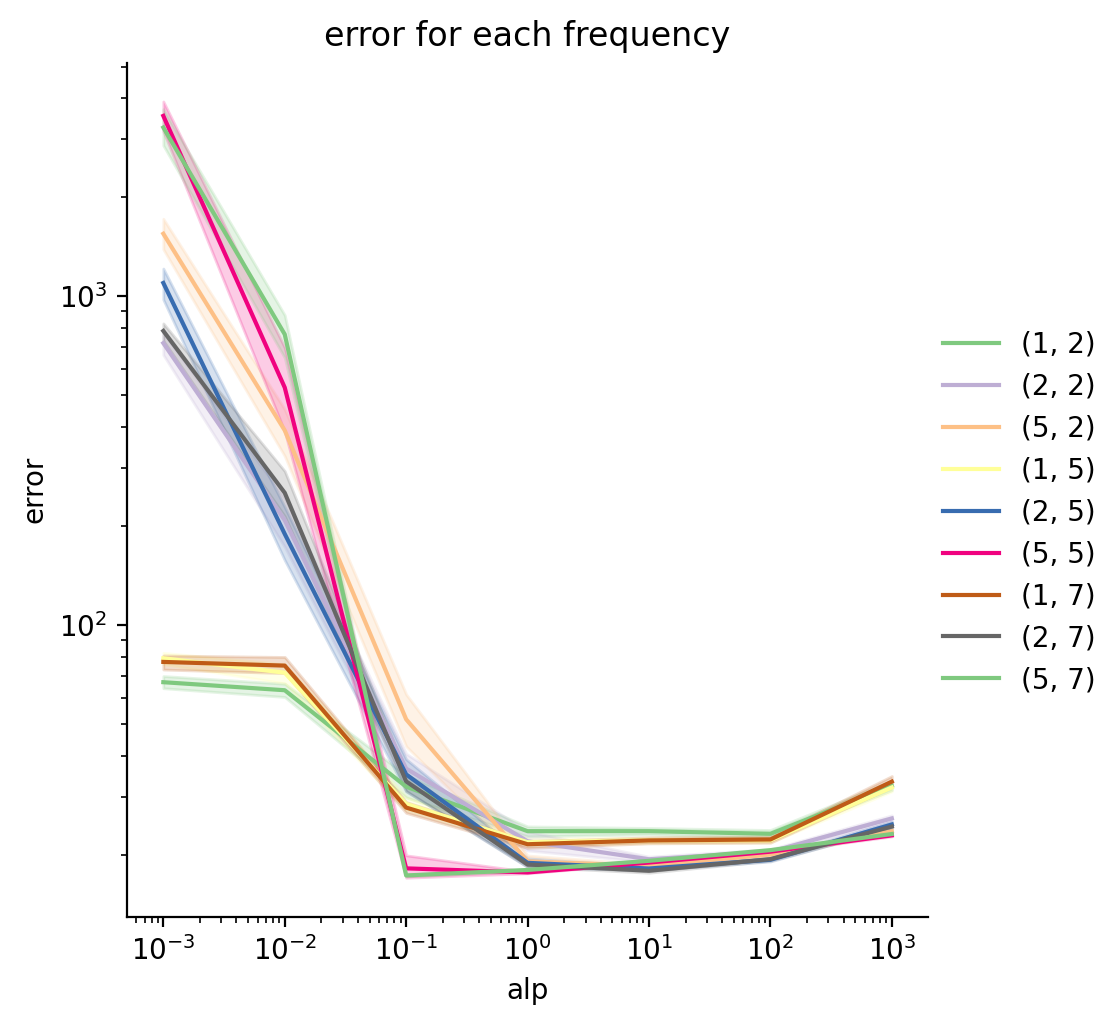 error for each frequency
error
10³
10²
10⁻³ 10⁻² 10⁻¹ 10⁰ 10¹ 10² 10³
alp
(1, 2)
(2, 2)
(5, 2)
(1, 5)
(2, 5)
(5, 5)
(1, 7)
(2, 7)
(5, 7)